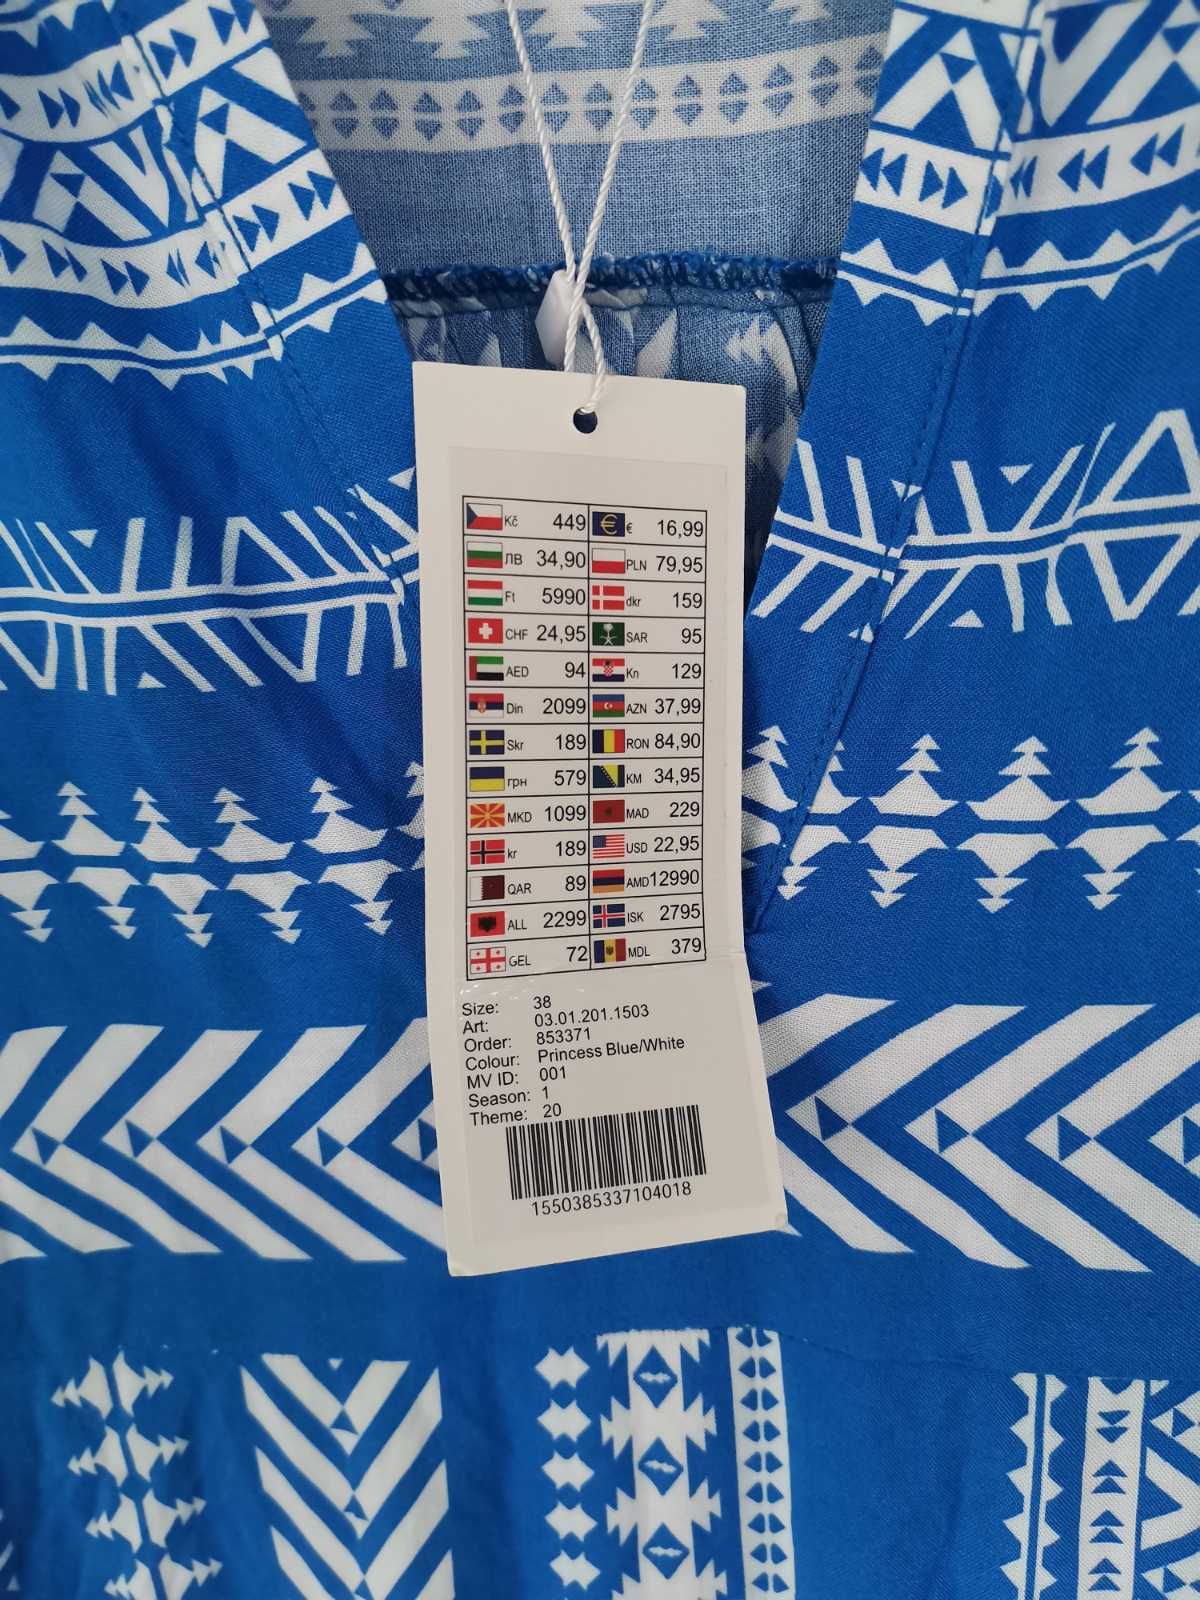 Kč 449 € 16,99
ЛВ 34,90 PLN 79,95
Ft 5990 dkr 159
CHF 24,95 SAR 95
AED 94 Kn 129
Din 2099 AZN 37,99
Skr 189 RON 84,90
грн 579 KM 34,95
MKD 1099 MAD 229
kr 189 USD 22,95
QAR 89 AMD 12990
ALL 2299 ISK 2795
GEL 72 MDL 379
Size: 38
Art: 03.01.201.1503
Order: 853371
Colour: Princess Blue/White
MV ID: 001
Season: 1
Theme: 20
1550385337104018